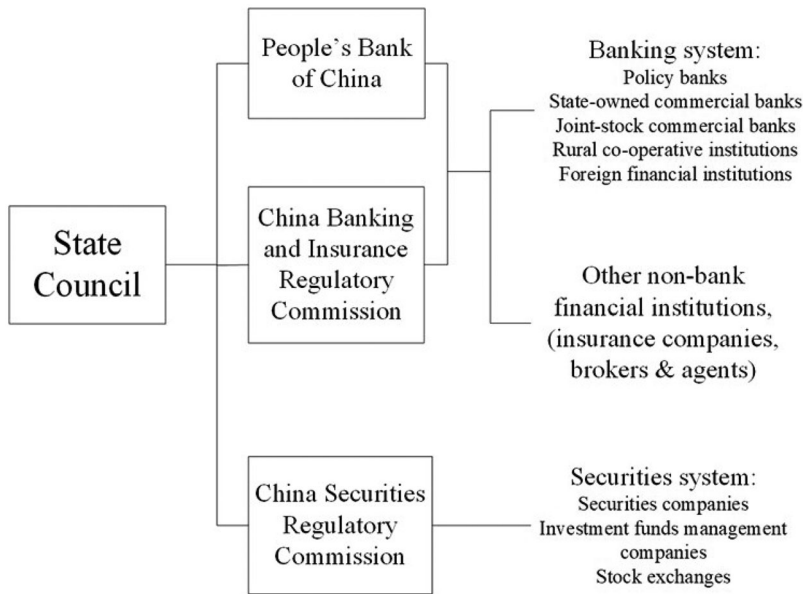 State
Council
People’s Bank
of China
China Banking
and Insurance
Regulatory
Commission
China Securities
Regulatory
Commission
Banking system:
Policy banks
State-owned commercial banks
Joint-stock commercial banks
Rural co-operative institutions
Foreign financial institutions
Other non-bank
financial institutions,
(insurance companies,
brokers & agents)
Securities system:
Securities companies
Investment funds management
companies
Stock exchanges